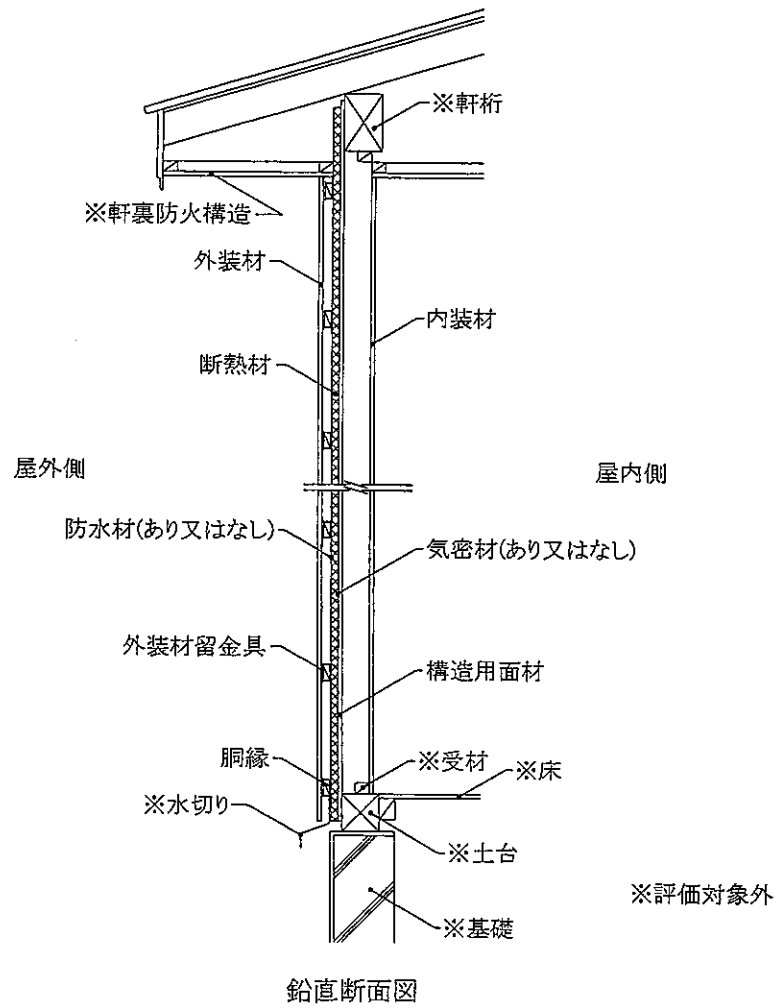 ※軒桁
※軒裏防火構造
外装材
内装材
断熱材
屋外側
屋内側
防水材(あり又はなし)
気密材(あり又はなし)
外装材留金具
構造用面材
胴縁
※受材
※床
※水切り
※土台
※評価対象外
※基礎
鉛直断面図